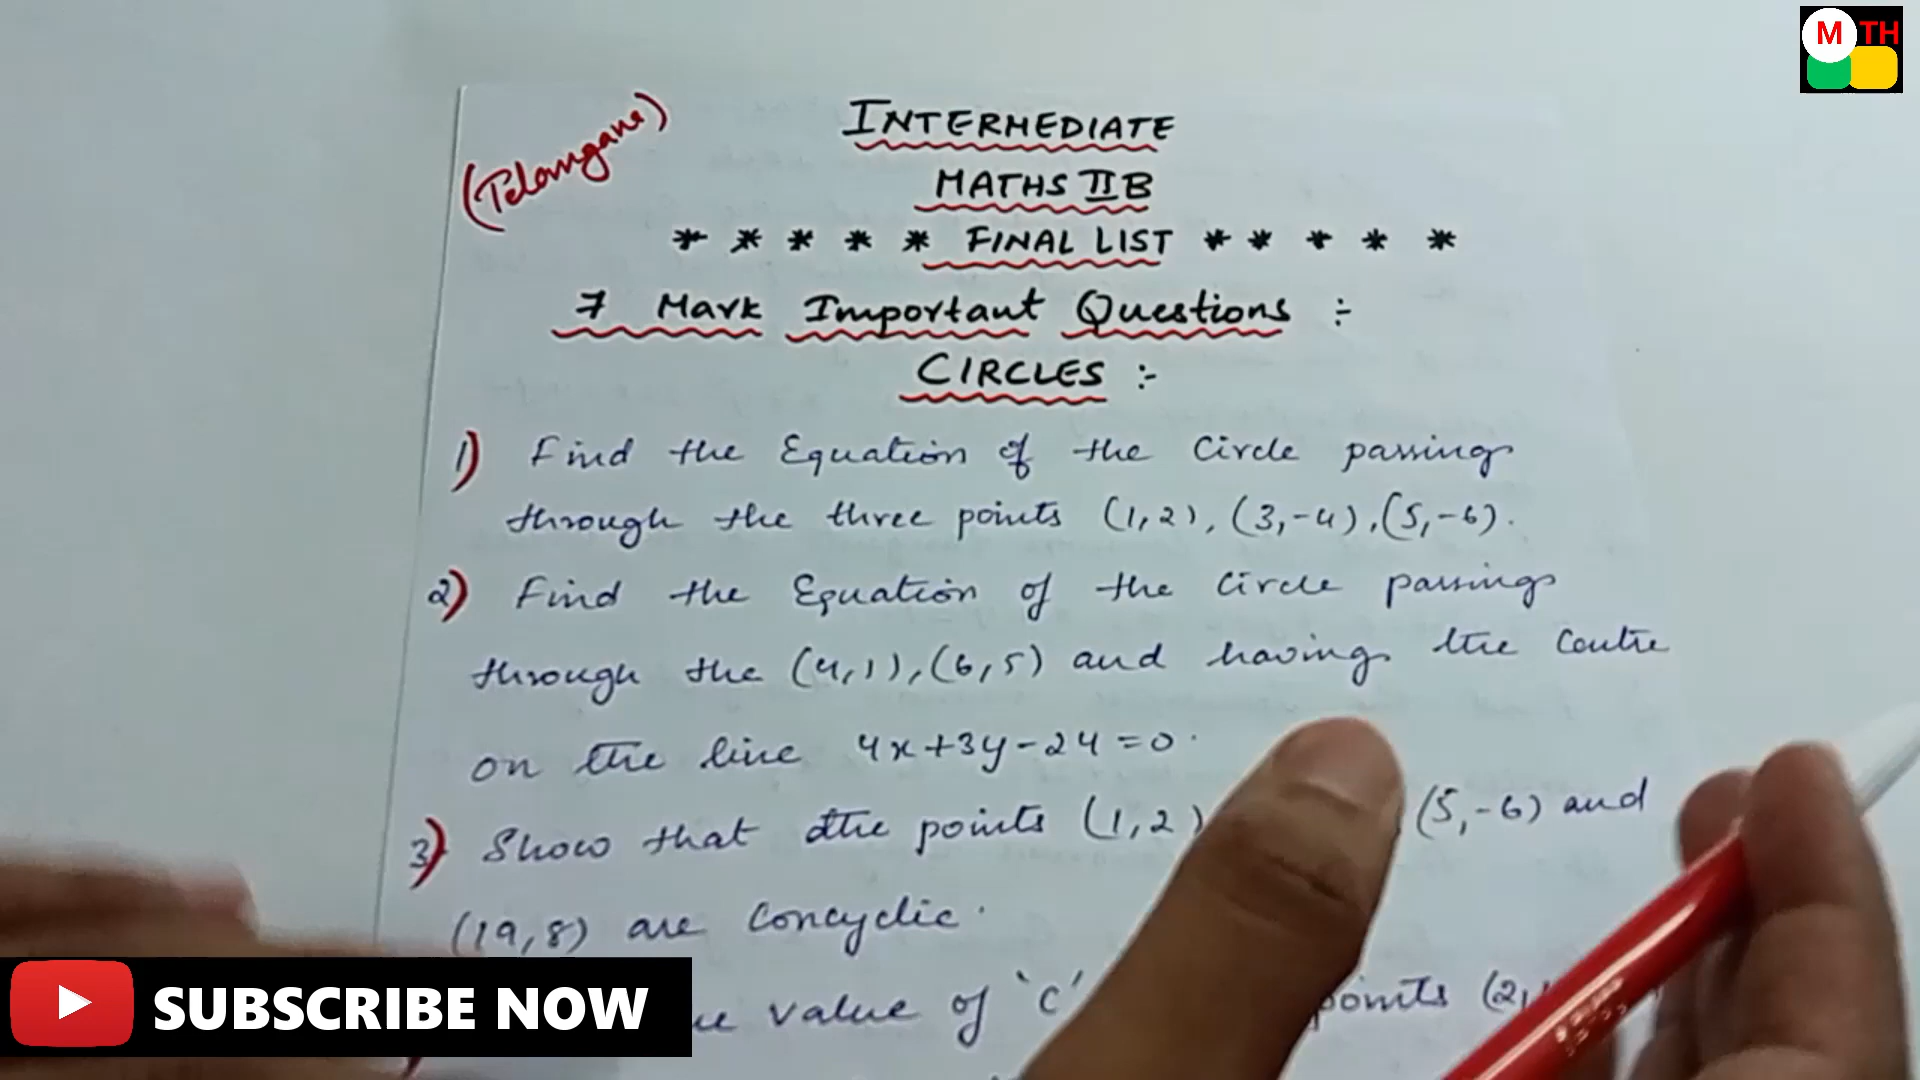 M TH
(Telangana)
INTERMEDIATE
MATHS IIB
* * * * * FINAL LIST * * * * *
7 Mark Important Questions :-
CIRCLES :-
1) Find the Equation of the Circle passing
through the three points (1,2), (3,-4), (5,-6).
2) Find the Equation of the Circle passing
through the (4,1), (6,5) and having the Centre
on the line 4x+3y-24=0.
3) Show that the points (1,2) (5,-6) and
(19,8) are Concyclic.
value of 'C' points (2,
SUBSCRIBE NOW